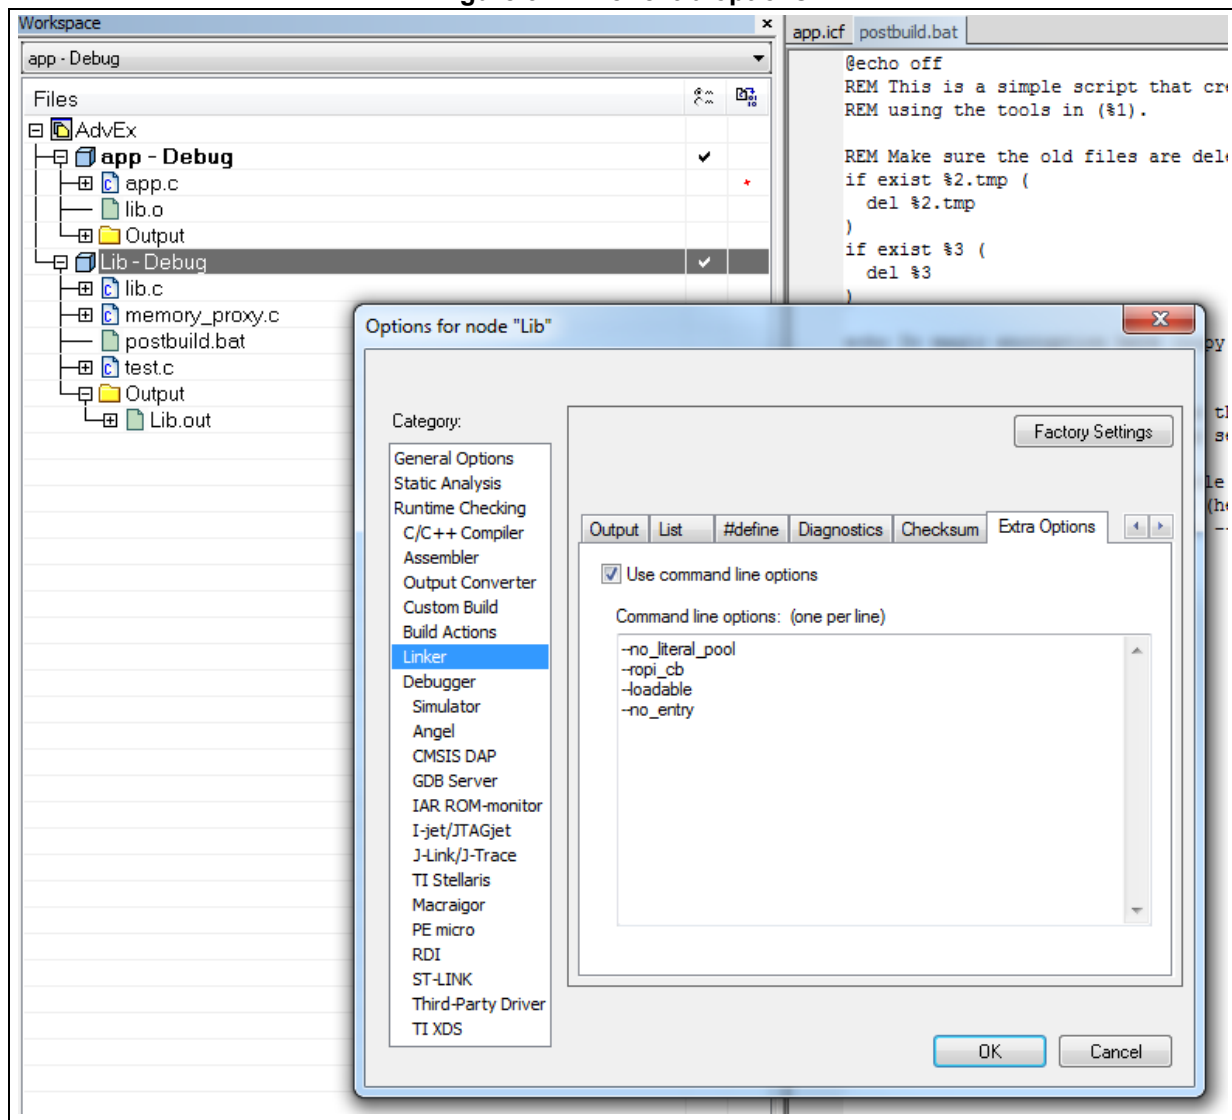 Workspace
app - Debug
Files
AdvEx
app - Debug
app.c
lib.o
Output
Lib - Debug
lib.c
memory_proxy.c
postbuild.bat
test.c
Output
Lib.out
app.icf postbuild.bat
@echo off
REM This is a simple script that
REM using the tools in (%1).
REM Make sure the old files are
if exist %2.tmp (
del %2.tmp
)
if exist %3 (
del %3
)
Options for node "Lib"
Category:
General Options
Static Analysis
Runtime Checking
C/C++ Compiler
Assembler
Output Converter
Custom Build
Build Actions
Linker
Debugger
Simulator
Angel
CMSIS DAP
GDB Server
IAR ROM-monitor
I-jet/JTAGjet
J-Link/J-Trace
TI Stellaris
Macraigor
PE micro
RDI
ST-LINK
Third-Party Driver
TI XDS
Factory Settings
Output List #define Diagnostics Checksum Extra Options
Use command line options
Command line options: (one per line)
--no_literal_pool
--ropi_cb
--loadable
--no_entry
OK Cancel